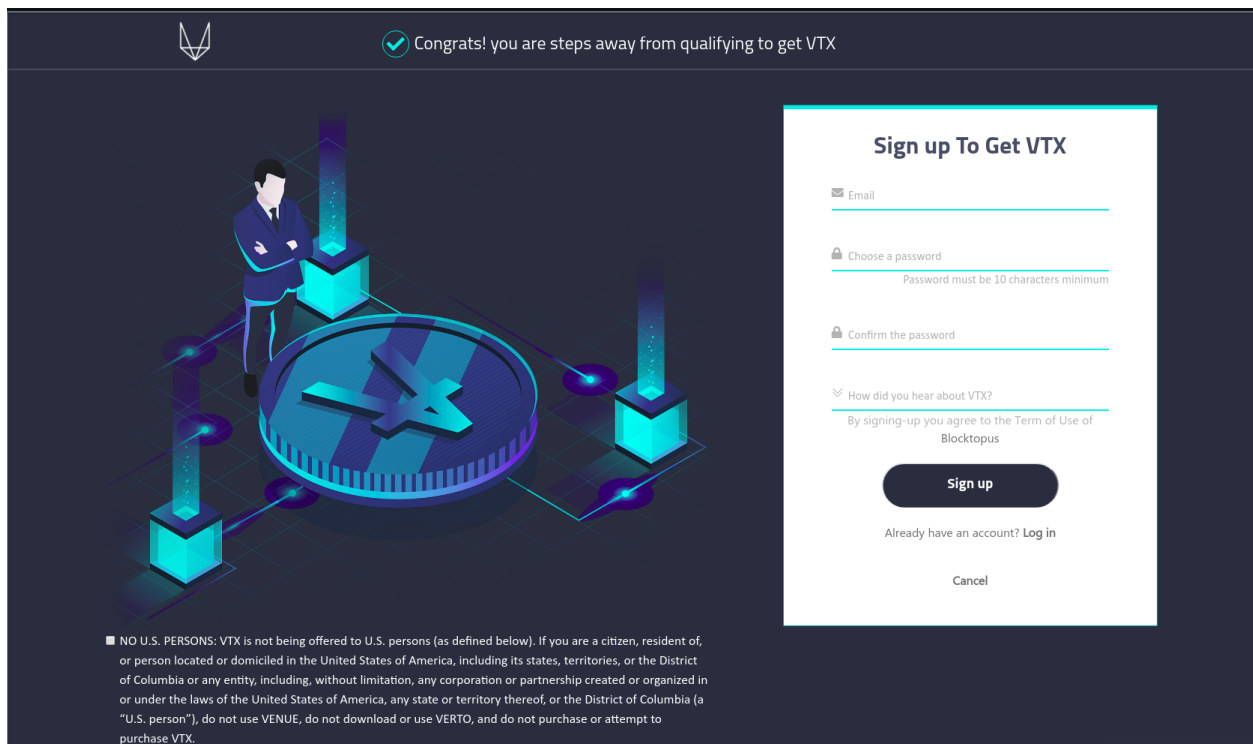 Congrats! you are steps away from qualifying to get VTX
Sign up To Get VTX
Email
Choose a password
Password must be 10 characters minimum
Confirm the password
How did you hear about VTX?
By signing-up you agree to the Term of Use of
Blocktopus
Sign up
Already have an account? Log in
Cancel
NO U.S. PERSONS: VTX is not being offered to U.S. persons (as defined below). If you are a citizen, resident of,
or person located or domiciled in the United States of America, including its states, territories, or the District
of Columbia or any entity, including, without limitation, any corporation or partnership created or organized in
or under the laws of the United States of America, any state or territory thereof, or the District of Columbia (a
“U.S. person”), do not use VENUE, do not download or use VERTO, and do not purchase or attempt to
purchase VTX.